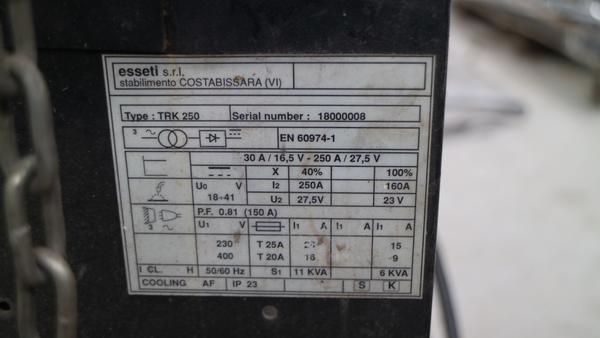 esseti s.r.l.
stabilimento COSTABISSARA (VI)
Type : TRK 250 Serial number : 18000008
3 EN 60974-1
30 A / 16,5 V - 250 A / 27,5 V
X 40% 100%
U0 V I2 250A 160A
18÷41 U2 27,5V 23 V
P.F. 0.81 (150 A)
3 U1 V I1 A I1 A I1 A
230 T 25A 15
400 T 20A 16 9
I CL. H 50/60 Hz S1 11 KVA 6 KVA
COOLING AF IP 23 S K